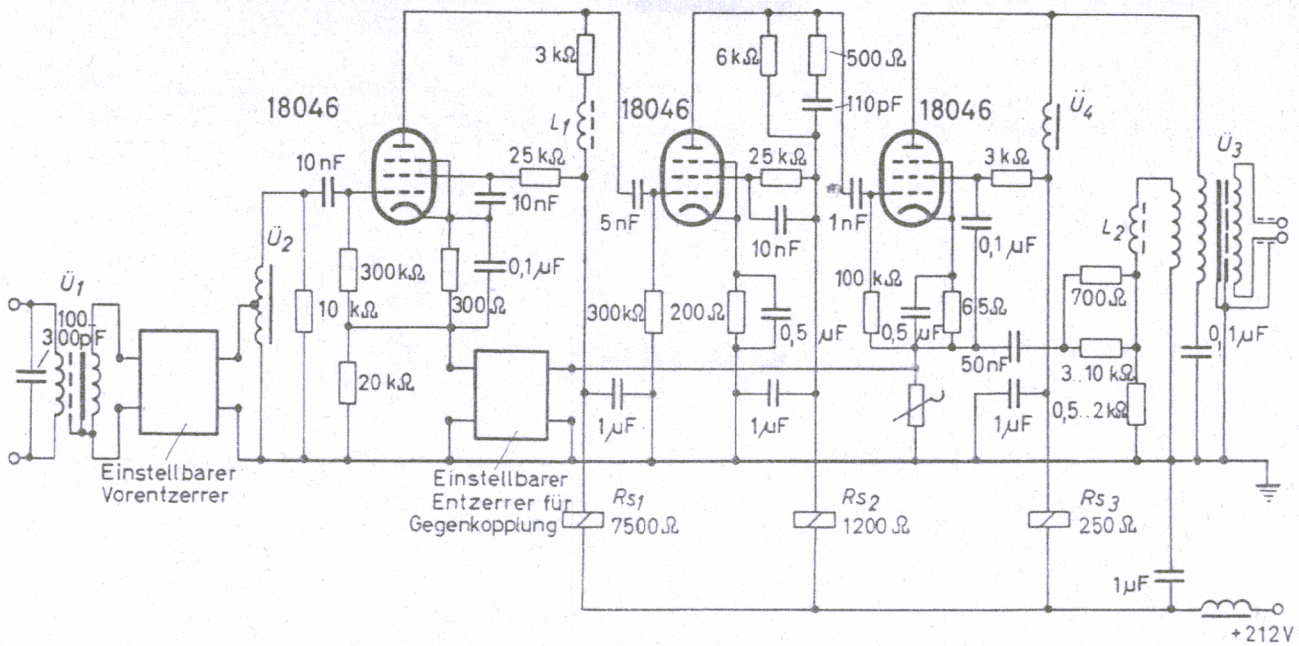 3 kΩ
6 kΩ
500 Ω
18046
18046
110 pF
18046
Ü4
L1
10 nF
25 kΩ
25 kΩ
3 kΩ
Ü3
10 nF
5 nF
10 nF
1 nF
0,1 µF
L2
Ü2
0,1 µF
300 kΩ
300 Ω
100 kΩ
700 Ω
Ü1
100-
300 pF
10 kΩ
300 kΩ
200 Ω
0,5 µF
0,5 µF
65 Ω
0,1 µF
50 nF
3..10 kΩ
20 kΩ
0,5..2 kΩ
1 µF
1 µF
1 µF
Einstellbarer
Vorentzerrer
Einstellbarer
Entzerrer für
Gegenkopplung
Rs1
7500 Ω
Rs2
1200 Ω
Rs3
250 Ω
1 µF
+212 V